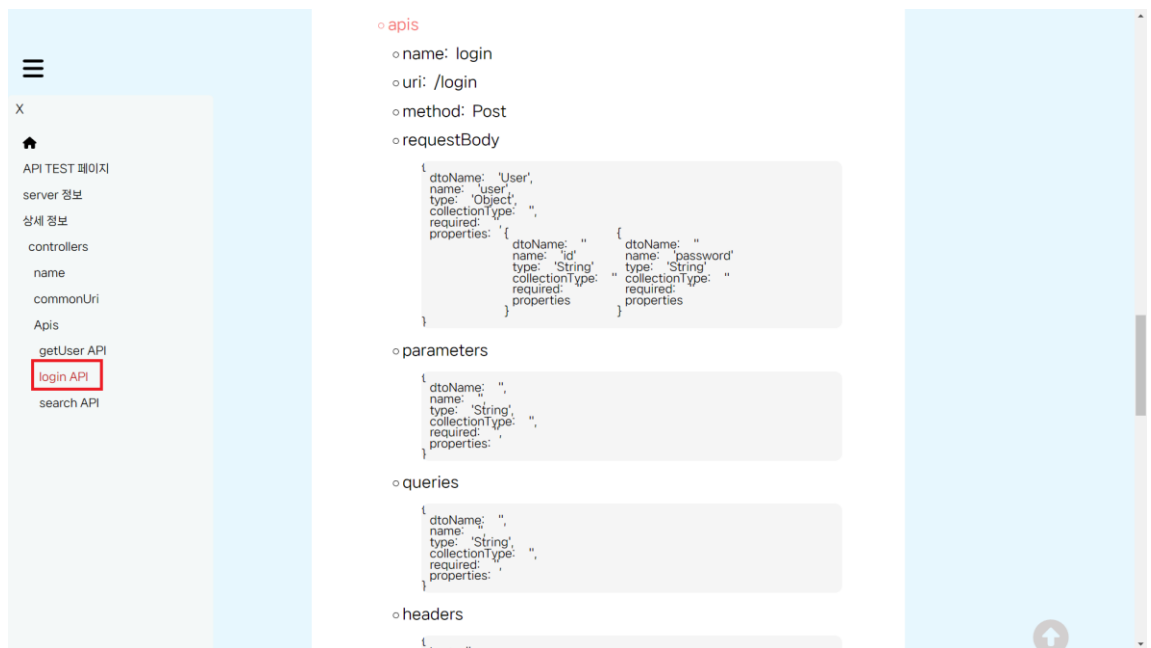 X
API TEST 페이지
server 정보
상세 정보
controllers
name
commonUri
Apis
getUser API
login API
search API
apis
name: login
uri: /login
method: Post
requestBody
{
dtoName: 'User',
name: 'user',
type: 'Object',
collectionType: '',
required: '',
properties: { {
dtoName: '' dtoName: ''
name: 'id' name: 'password'
type: 'String' type: 'String'
collectionType: '' collectionType: ''
required: '' required: ''
properties properties
} }
}
parameters
{
dtoName: '',
name: '',
type: 'String',
collectionType: '',
required: '',
properties:
}
queries
{
dtoName: '',
name: '',
type: 'String',
collectionType: '',
required: '',
properties:
}
headers
{